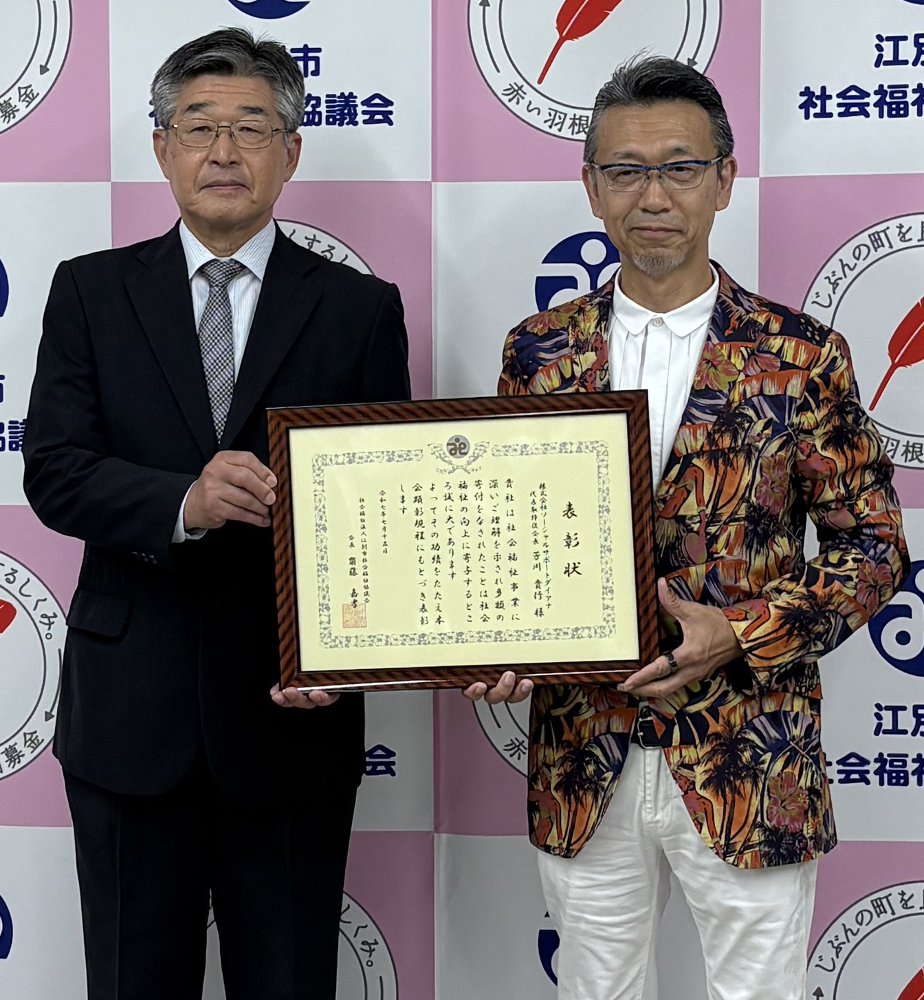 募金
市
協議会
赤い羽根
江別
社会福祉
しするし
じぶんの町を良
協議
羽根
表彰状
株式会社ソーシャルサポートダイアナ
代表取締役会長 芳川 貴行 様
貴社は社会福祉事業に
深いご理解を示され多額の
寄付をなされたことは社会
福祉の向上に寄与するとこ
ろ誠に大であります
よってその功績をたたえ本
会顕彰規程にもとづき表彰
します
令和七年七月十五日
社会福祉法人江別市社会福祉協議会
会長 齊藤 嘉孝
るしくみ。
募金
赤
会
江別
社会福祉
しくみ。
じぶんの町を良